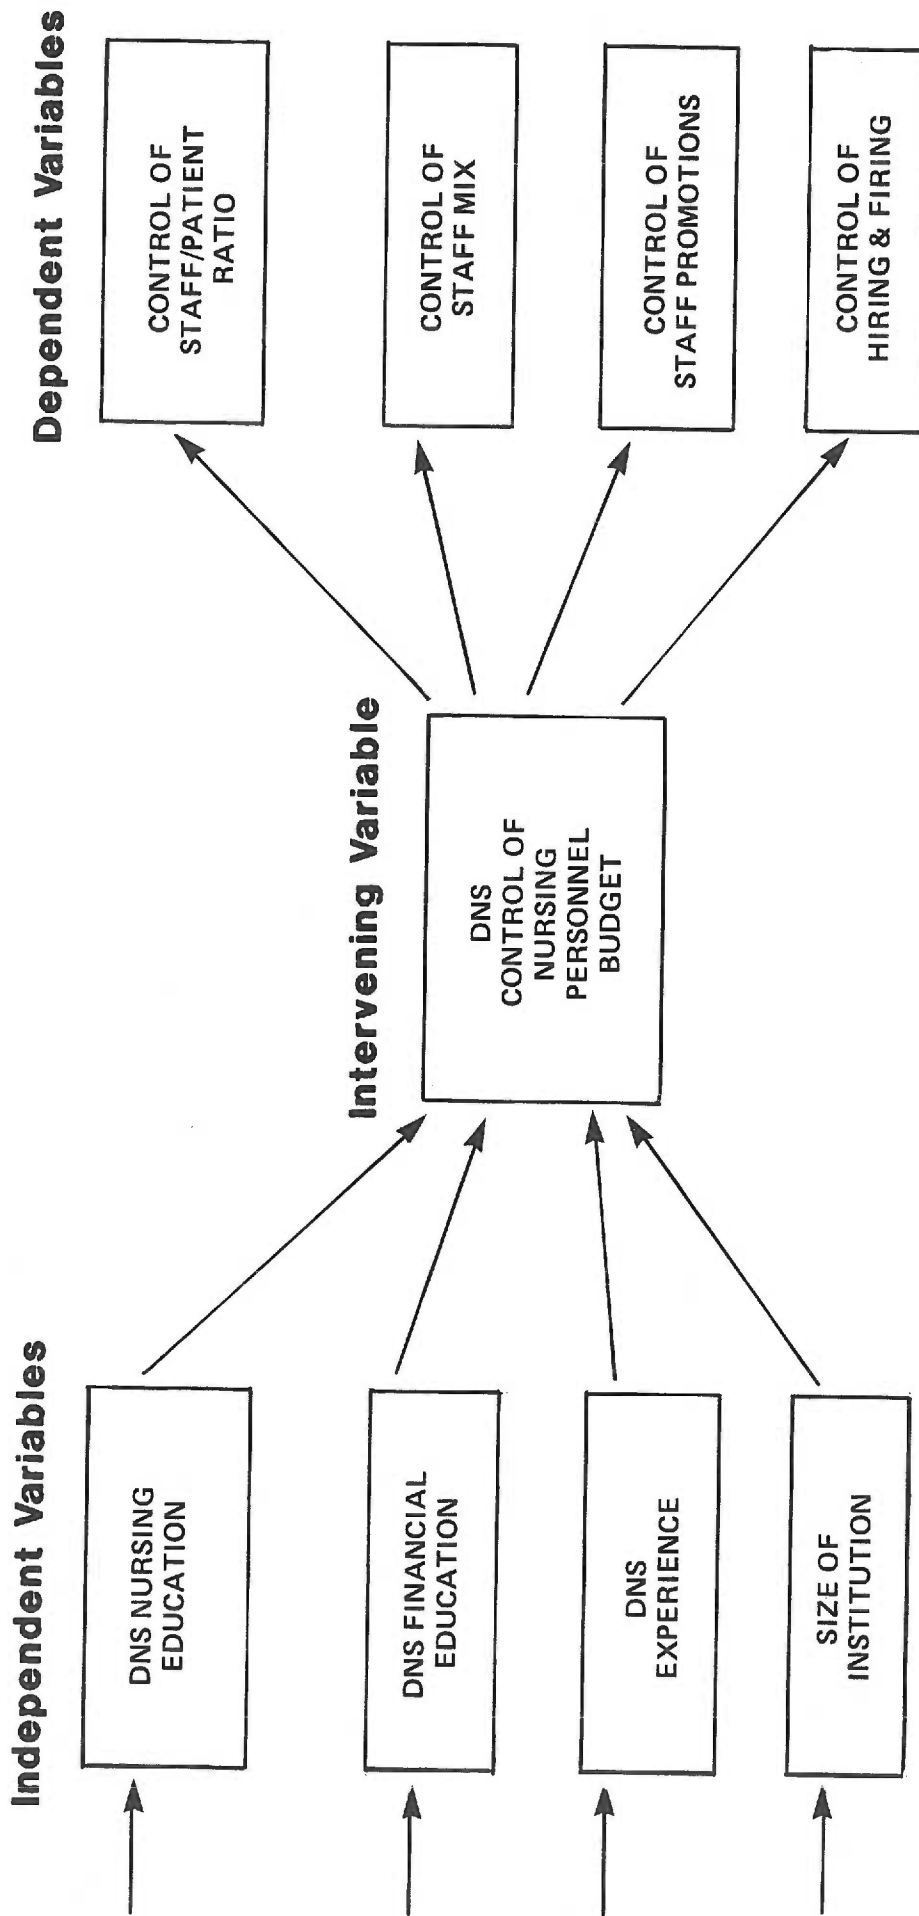 Independent Variables
DNS NURSING
EDUCATION
DNS FINANCIAL
EDUCATION
DNS
EXPERIENCE
SIZE OF
INSTITUTION
Intervening Variable
DNS
CONTROL OF
NURSING
PERSONNEL
BUDGET
Dependent Variables
CONTROL OF
STAFF/PATIENT
RATIO
CONTROL OF
STAFF MIX
CONTROL OF
STAFF PROMOTIONS
CONTROL OF
HIRING & FIRING